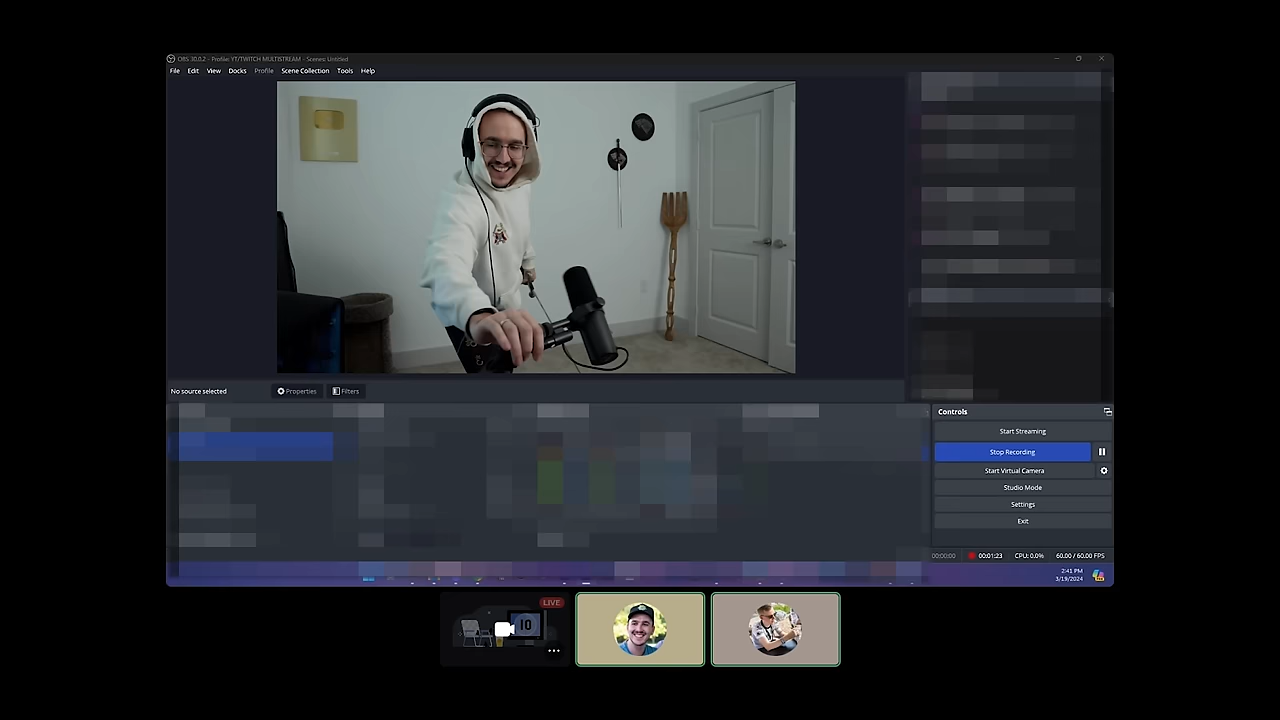 OBS 30.0.2 - Profile: YT/TWITCH MULTISTREAM - Scenes: Untitled
File Edit View Docks Profile Scene Collection Tools Help
No source selected Properties Filters
Controls
Start Streaming
Stop Recording
Start Virtual Camera
Studio Mode
Settings
Exit
00:00:00 00:01:23 CPU: 0.0% 60.00 / 60.00 FPS
2:41 PM
3/19/2024
LIVE
10